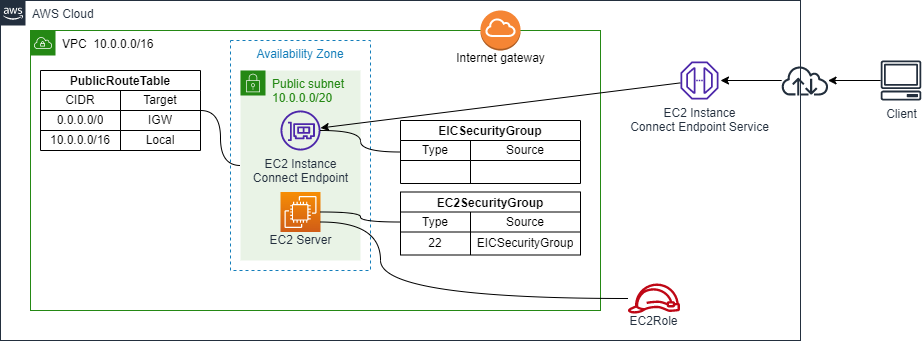 aws
AWS Cloud
VPC 10.0.0.0/16
Internet gateway
Availability Zone
PublicRouteTable
CIDR Target
0.0.0.0/0 IGW
10.0.0.0/16 Local
Public subnet
10.0.0.0/20
EC2 Instance
Connect Endpoint
EICSecurityGroup
Type Source
EC2 Instance
Connect Endpoint Service
Client
EC2 Server
EC2SecurityGroup
Type Source
22 EICSecurityGroup
EC2Role